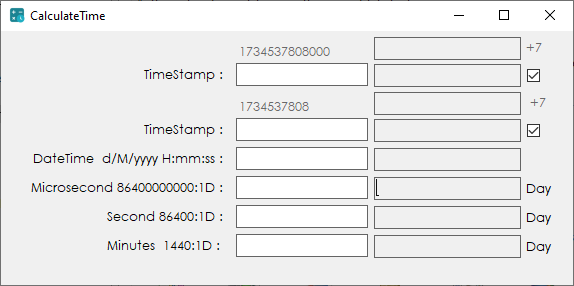 CalculateTime
1734537808000 +7
TimeStamp :
1734537808 +7
TimeStamp :
DateTime d/M/yyyy H:mm:ss :
Microsecond 86400000000:1D : Day
Second 86400:1D : Day
Minutes 1440:1D : Day